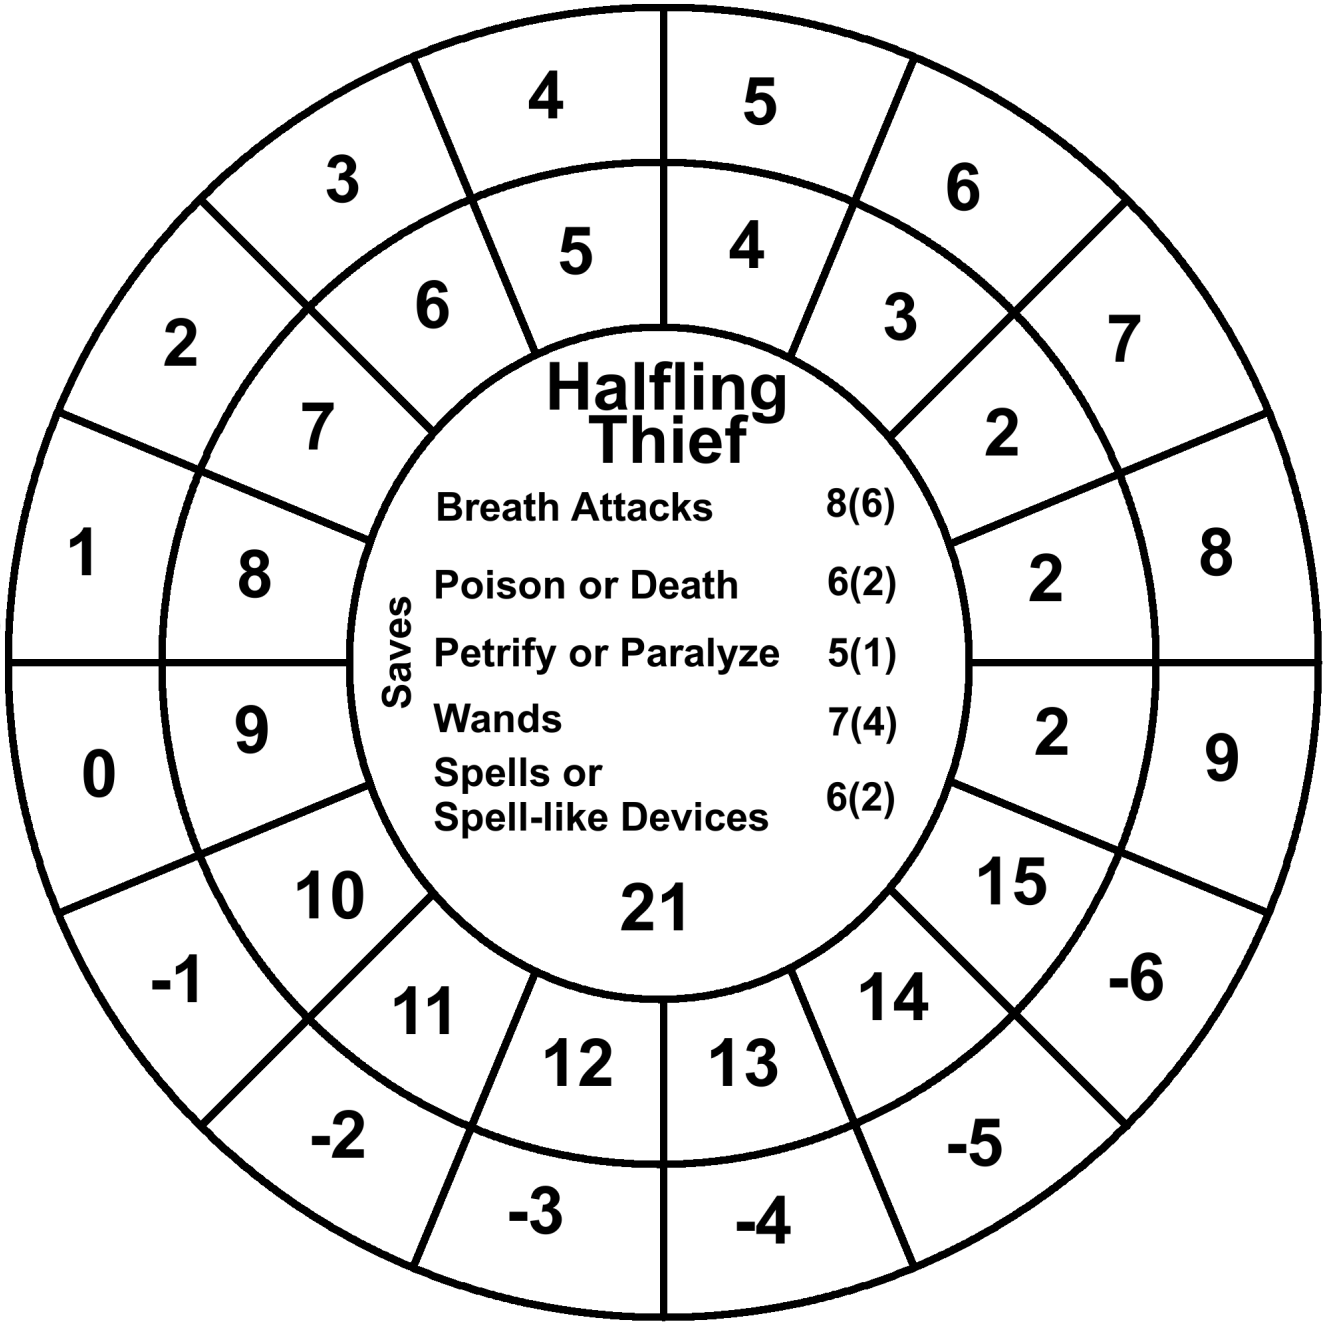 4 5
3 6
5 4
2 6 3 7
7 2
Halfling
Thief
1 8 2 8
Breath Attacks 8(6)
Poison or Death 6(2)
Saves
Petrify or Paralyze 5(1)
Wands 7(4)
Spells or
Spell-like Devices 6(2)
0 9 2 9
10 15
21
-1 11 14 -6
12 13
-2 -5
-3 -4